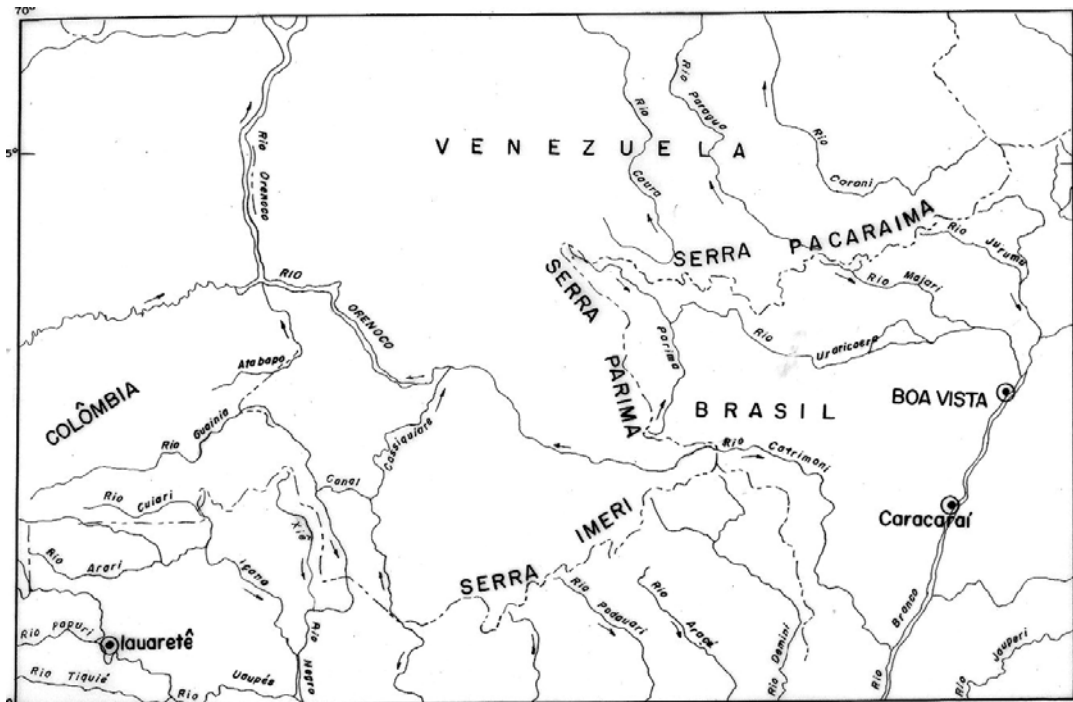 70°
5°
VENEZUELA
Rio Orenoco
Rio Caura
Rio Paragua
Rio Caroni
SERRA PACARAIMA
Rio Jurumu
Rio Majari
SERRA PARIMA
Parima
Rio Uraricoera
RIO ORENOCO
Atabapo
COLÔMBIA
Rio Guainia
BRASIL
BOA VISTA
Rio Catrimani
Cassiquiare
Canal
Rio Cuiari
Xiê
Caracaraí
SERRA IMERI
Rio Arari
Içana
Rio Padauari
Rio Aracá
Rio Demini
Rio Branco
Rio Jauperi
Rio Papuri
Iauaretê
Rio Negro
Rio Tiquié
Rio Uaupés